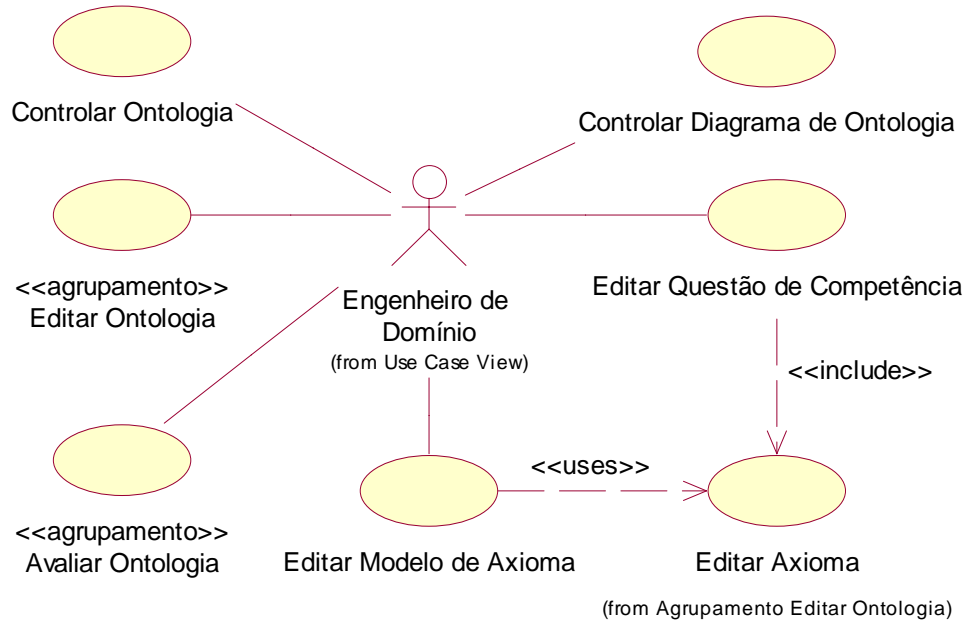 Controlar Ontologia
Controlar Diagrama de Ontologia
<<agrupamento>>
Editar Ontologia
Engenheiro de
Domínio
(from Use Case View)
Editar Questão de Competência
<<include>>
<<uses>>
<<agrupamento>>
Avaliar Ontologia
Editar Modelo de Axioma
Editar Axioma
(from Agrupamento Editar Ontologia)